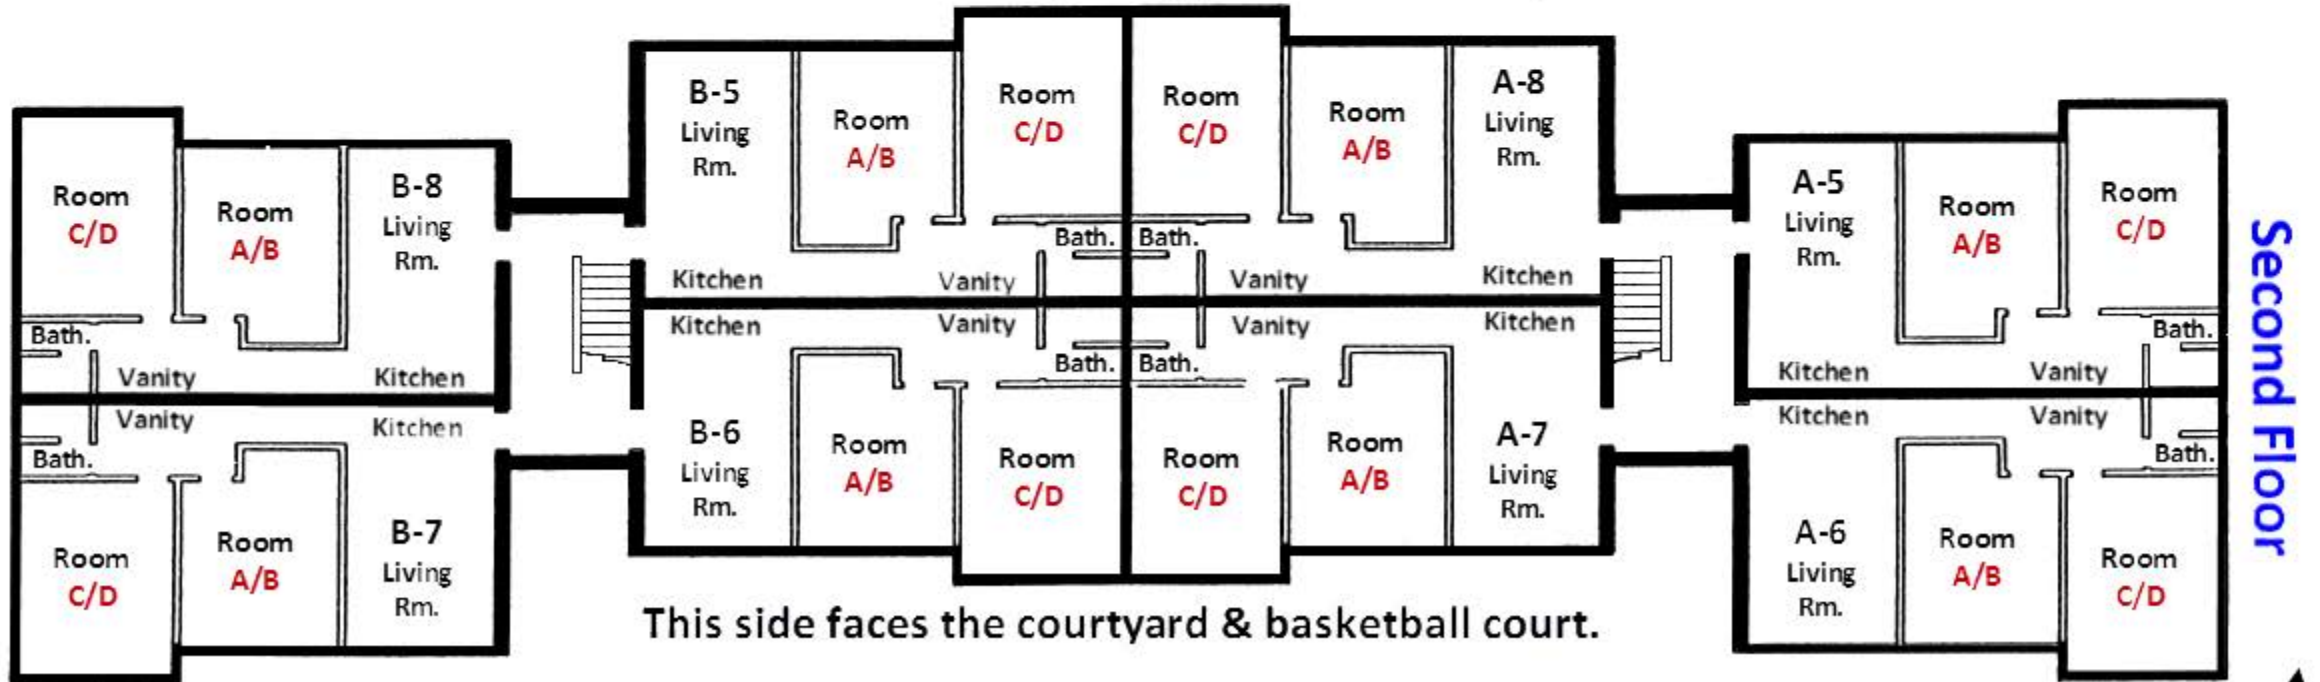 B-8
Living
Rm.
Room
A/B
Room
C/D
Bath.
Vanity
Kitchen
B-7
Living
Rm.
Room
A/B
Room
C/D
Bath.
Vanity
Kitchen
B-5
Living
Rm.
Room
A/B
Room
C/D
Bath.
Vanity
Kitchen
B-6
Living
Rm.
Room
A/B
Room
C/D
Bath.
Vanity
Kitchen
A-8
Living
Rm.
Room
A/B
Room
C/D
Bath.
Vanity
Kitchen
A-7
Living
Rm.
Room
A/B
Room
C/D
Bath.
Vanity
Kitchen
A-5
Living
Rm.
Room
A/B
Room
C/D
Bath.
Vanity
Kitchen
A-6
Living
Rm.
Room
A/B
Room
C/D
Bath.
Vanity
Kitchen
Second Floor
This side faces the courtyard & basketball court.